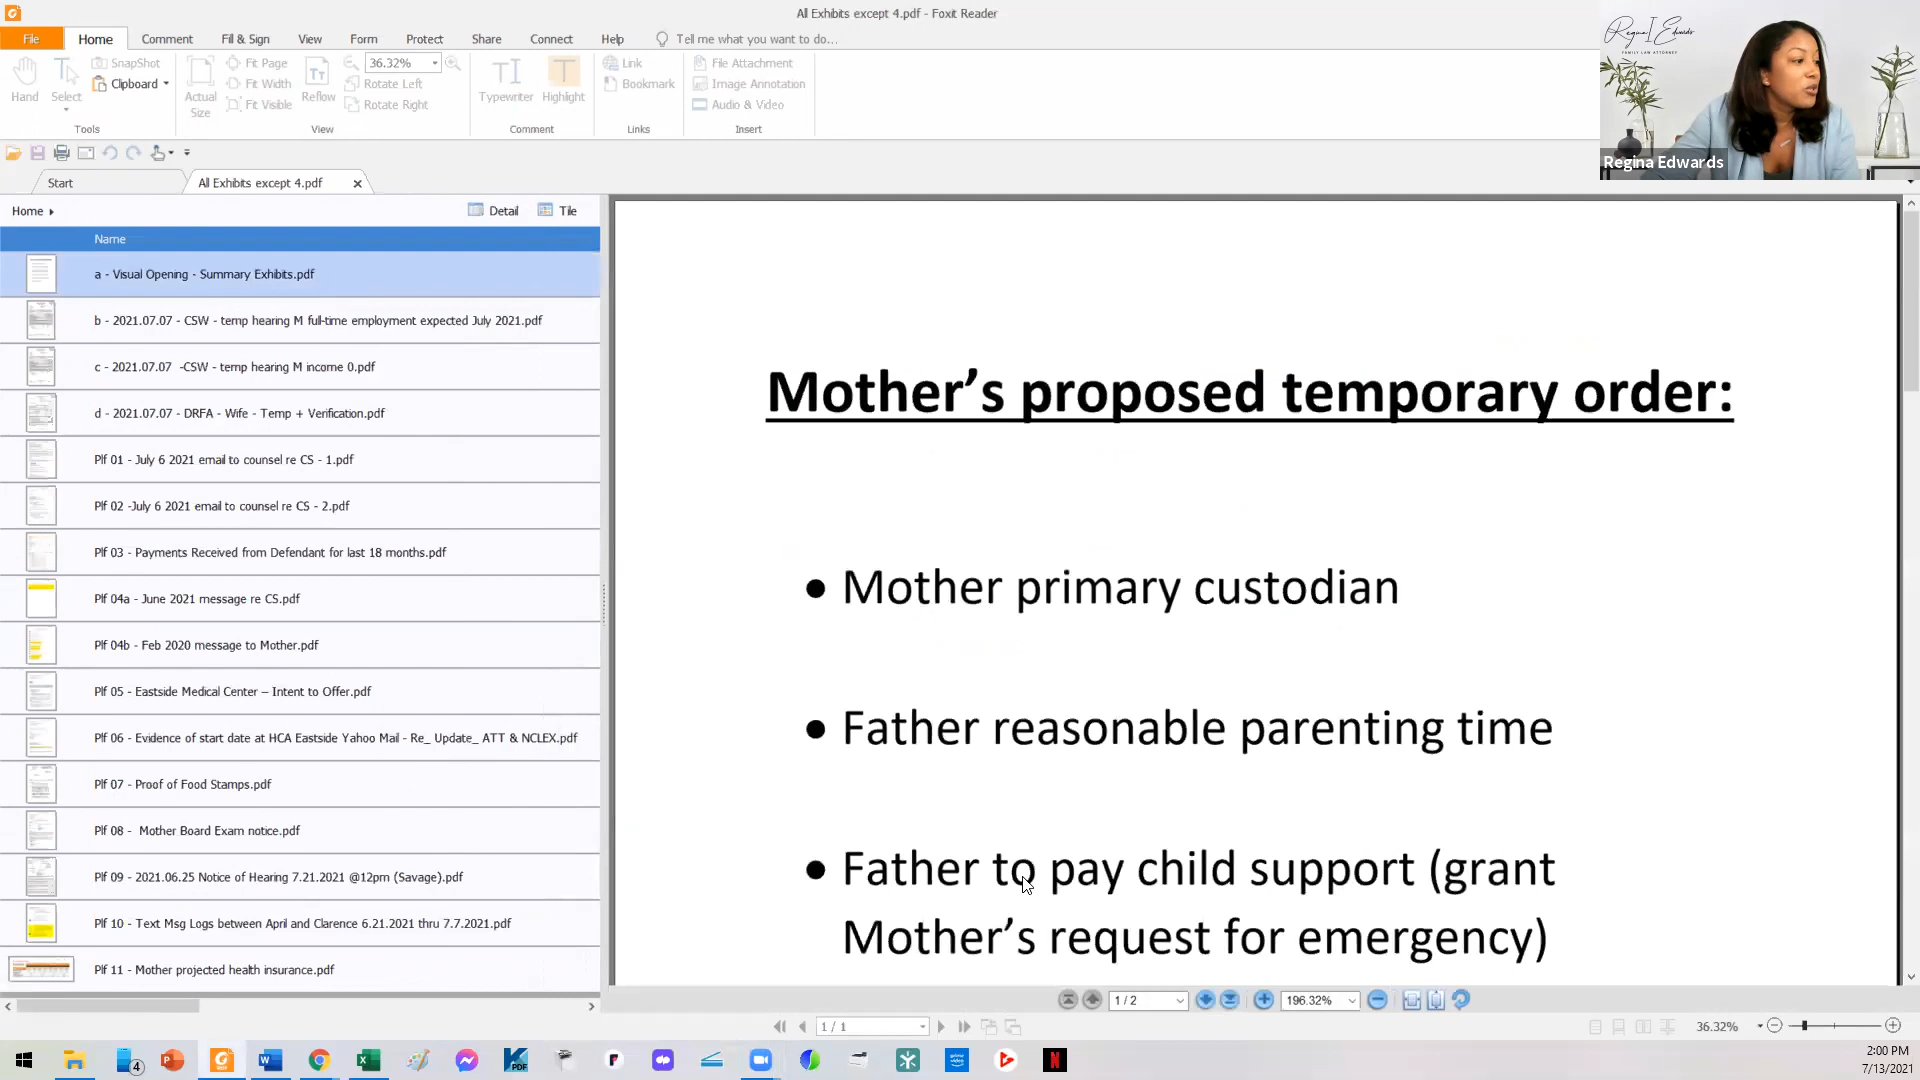 All Exhibits except 4.pdf - Foxit Reader
File Home Comment Fill & Sign View Form Protect Share Connect Help Tell me what you want to do...
Hand
Select
SnapShot
Clipboard
Tools
Actual Size
Fit Page
Fit Width
Fit Visible
Reflow
36.32%
Rotate Left
Rotate Right
View
Typewriter
Highlight
Comment
Link
Bookmark
Links
File Attachment
Image Annotation
Audio & Video
Insert
Regina I Edwards
FAMILY LAW ATTORNEY
Regina Edwards
Start
All Exhibits except 4.pdf
Home
Detail
Tile
Name
a - Visual Opening - Summary Exhibits.pdf
b - 2021.07.07 - CSW - temp hearing M full-time employment expected July 2021.pdf
c - 2021.07.07 -CSW - temp hearing M income 0.pdf
d - 2021.07.07 - DRFA - Wife - Temp + Verification.pdf
Plf 01 - July 6 2021 email to counsel re CS - 1.pdf
Plf 02 -July 6 2021 email to counsel re CS - 2.pdf
Plf 03 - Payments Received from Defendant for last 18 months.pdf
Plf 04a - June 2021 message re CS.pdf
Plf 04b - Feb 2020 message to Mother.pdf
Plf 05 - Eastside Medical Center – Intent to Offer.pdf
Plf 06 - Evidence of start date at HCA Eastside Yahoo Mail - Re_ Update_ ATT & NCLEX.pdf
Plf 07 - Proof of Food Stamps.pdf
Plf 08 - Mother Board Exam notice.pdf
Plf 09 - 2021.06.25 Notice of Hearing 7.21.2021 @12pm (Savage).pdf
Plf 10 - Text Msg Logs between April and Clarence 6.21.2021 thru 7.7.2021.pdf
Plf 11 - Mother projected health insurance.pdf
Mother’s proposed temporary order:
● Mother primary custodian
● Father reasonable parenting time
● Father to pay child support (grant
Mother’s request for emergency)
1 / 2
196.32%
1 / 1
36.32%
4
PDF
2:00 PM
7/13/2021